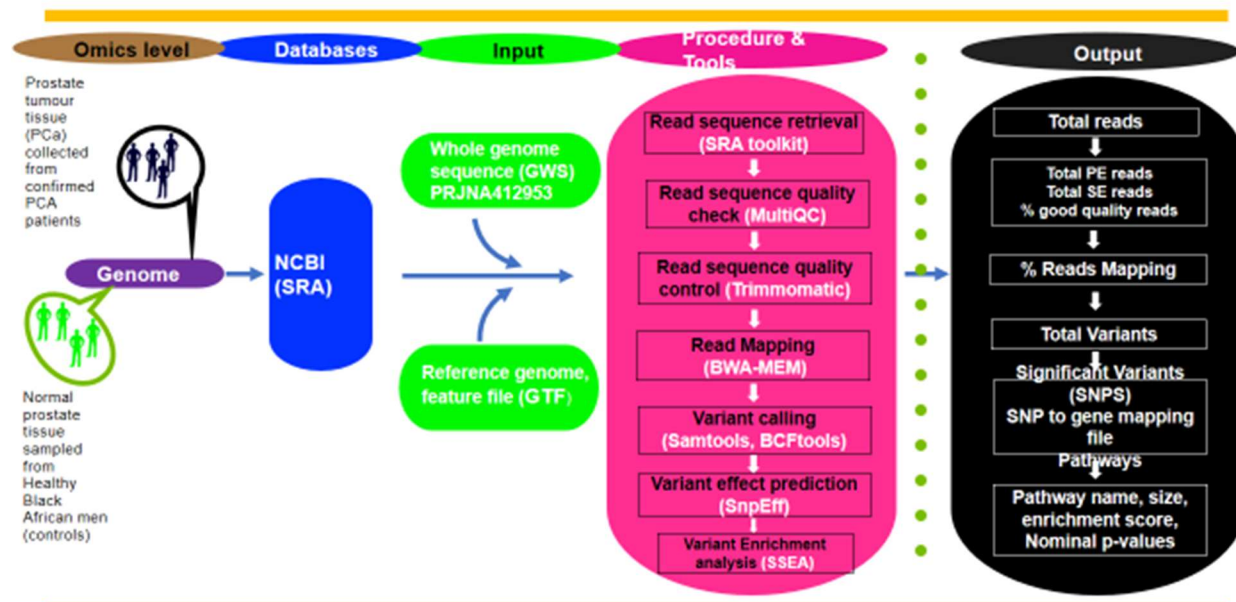 Omics level
Databases
Input
Procedure &
Tools
Output
Prostate
tumour
tissue
(PCa)
collected
from
confirmed
PCA
patients
Genome
Normal
prostate
tissue
sampled
from
Healthy
Black
African men
(controls)
NCBI
(SRA)
Whole genome
sequence (GWS)
PRJNA412953
Reference genome,
feature file (GTF)
Read sequence retrieval
(SRA toolkit)
Read sequence quality
check (MultiQC)
Read sequence quality
control (Trimmomatic)
Read Mapping
(BWA-MEM)
Variant calling
(Samtools, BCFtools)
Variant effect prediction
(SnpEff)
Variant Enrichment
analysis (SSEA)
Total reads
Total PE reads
Total SE reads
% good quality reads
% Reads Mapping
Total Variants
Significant Variants
(SNPS)
SNP to gene mapping
file
Pathways
Pathway name, size,
enrichment score,
Nominal p-values